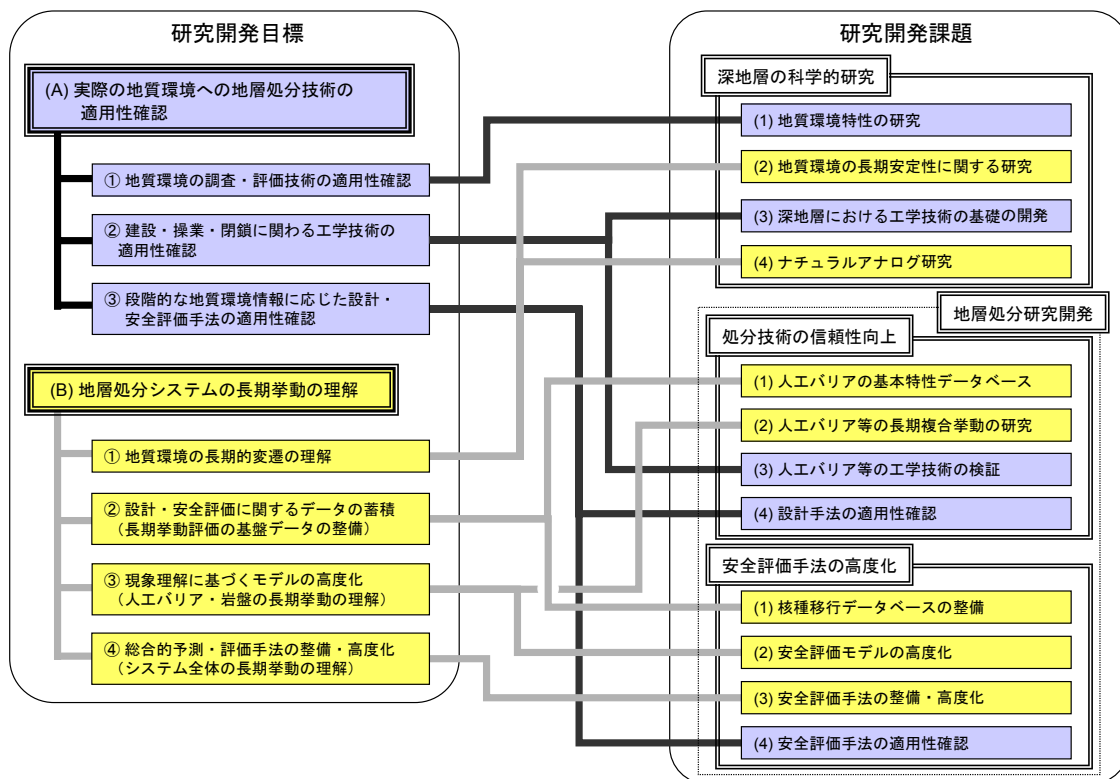 研究開発目標
(A) 実際の地質環境への地層処分技術の
適用性確認
① 地質環境の調査・評価技術の適用性確認
② 建設・操業・閉鎖に関わる工学技術の
適用性確認
③ 段階的な地質環境情報に応じた設計・
安全評価手法の適用性確認
(B) 地層処分システムの長期挙動の理解
① 地質環境の長期的変遷の理解
② 設計・安全評価に関するデータの蓄積
（長期挙動評価の基盤データの整備）
③ 現象理解に基づくモデルの高度化
（人工バリア・岩盤の長期挙動の理解）
④ 総合的予測・評価手法の整備・高度化
（システム全体の長期挙動の理解）
研究開発課題
深地層の科学的研究
(1) 地質環境特性の研究
(2) 地質環境の長期安定性に関する研究
(3) 深地層における工学技術の基礎の開発
(4) ナチュラルアナログ研究
地層処分研究開発
処分技術の信頼性向上
(1) 人工バリアの基本特性データベース
(2) 人工バリア等の長期複合挙動の研究
(3) 人工バリア等の工学技術の検証
(4) 設計手法の適用性確認
安全評価手法の高度化
(1) 核種移行データベースの整備
(2) 安全評価モデルの高度化
(3) 安全評価手法の整備・高度化
(4) 安全評価手法の適用性確認